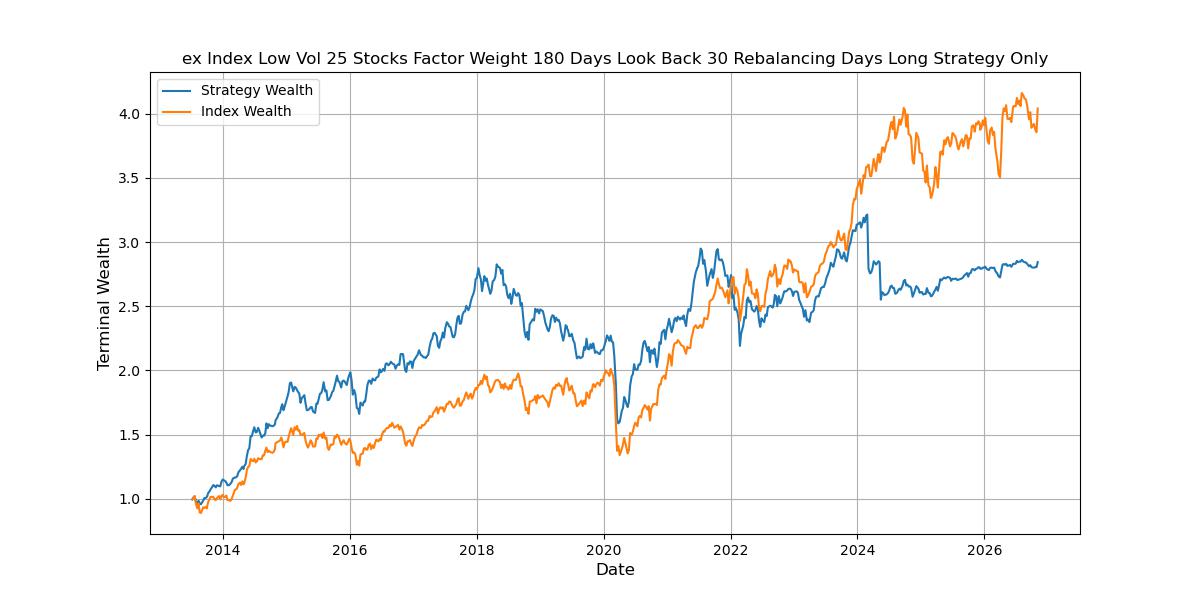 ex Index Low Vol 25 Stocks Factor Weight 180 Days Look Back 30 Rebalancing Days Long Strategy Only
Strategy Wealth
Index Wealth
Terminal Wealth
4.0
3.5
3.0
2.5
2.0
1.5
1.0
2014 2016 2018 2020 2022 2024 2026
Date